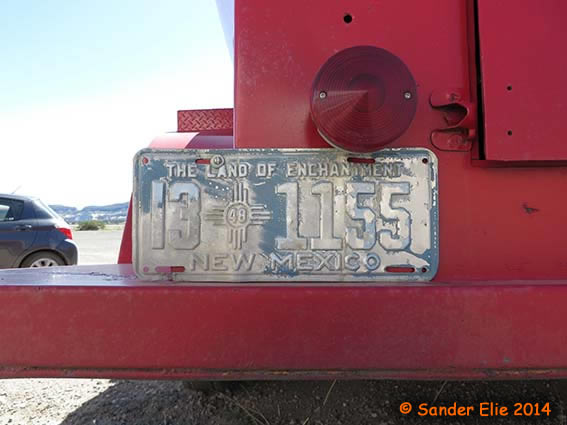 THE LAND OF ENCHANTMENT
13 48 1155
NEW MEXICO
© Sander Elie 2014